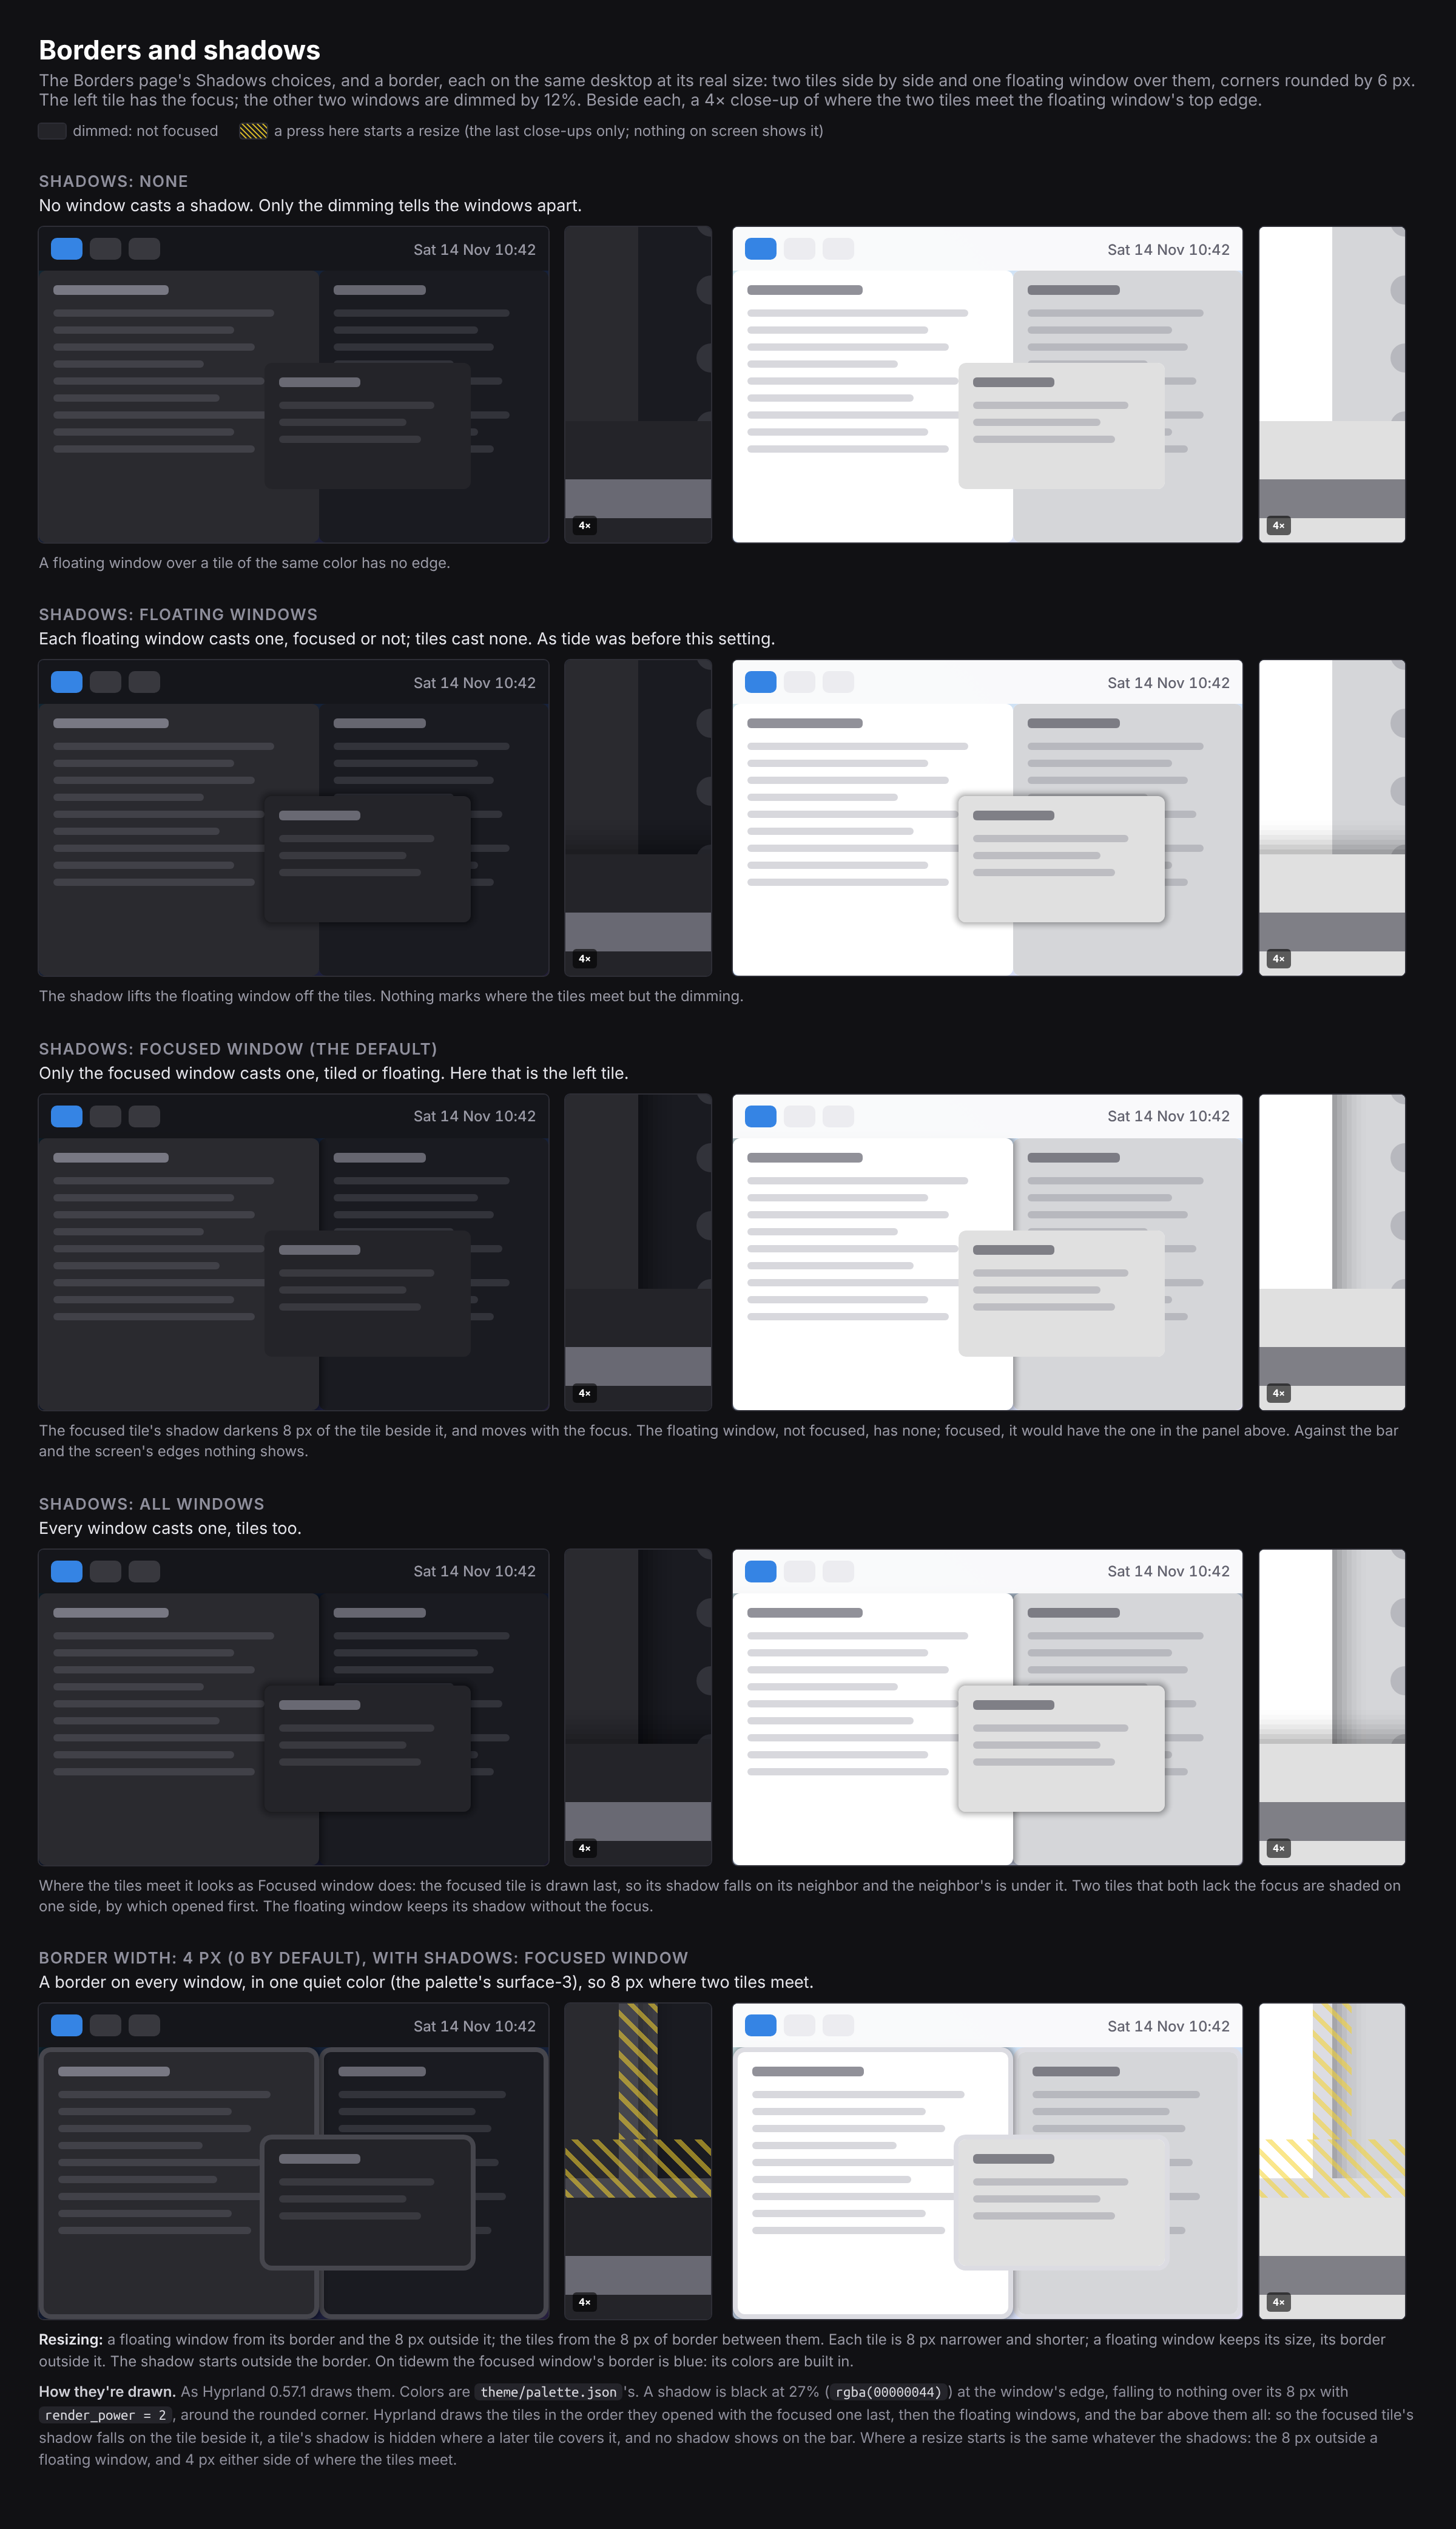 Borders and shadows
The Borders page's Shadows choices, and a border, each on the same desktop at its real size: two tiles side by side and one floating window over them, corners rounded by 6 px.
The left tile has the focus; the other two windows are dimmed by 12%. Beside each, a 4× close-up of where the two tiles meet the floating window's top edge.
dimmed: not focused   a press here starts a resize (the last close-ups only; nothing on screen shows it)
SHADOWS: NONE
No window casts a shadow. Only the dimming tells the windows apart.
Sat 14 Nov 10:42
4×
Sat 14 Nov 10:42
4×
A floating window over a tile of the same color has no edge.
SHADOWS: FLOATING WINDOWS
Each floating window casts one, focused or not; tiles cast none. As tide was before this setting.
Sat 14 Nov 10:42
4×
Sat 14 Nov 10:42
4×
The shadow lifts the floating window off the tiles. Nothing marks where the tiles meet but the dimming.
SHADOWS: FOCUSED WINDOW (THE DEFAULT)
Only the focused window casts one, tiled or floating. Here that is the left tile.
Sat 14 Nov 10:42
4×
Sat 14 Nov 10:42
4×
The focused tile's shadow darkens 8 px of the tile beside it, and moves with the focus. The floating window, not focused, has none; focused, it would have the one in the panel above. Against the bar
and the screen's edges nothing shows.
SHADOWS: ALL WINDOWS
Every window casts one, tiles too.
Sat 14 Nov 10:42
4×
Sat 14 Nov 10:42
4×
Where the tiles meet it looks as Focused window does: the focused tile is drawn last, so its shadow falls on its neighbor and the neighbor's is under it. Two tiles that both lack the focus are shaded on
one side, by which opened first. The floating window keeps its shadow without the focus.
BORDER WIDTH: 4 PX (0 BY DEFAULT), WITH SHADOWS: FOCUSED WINDOW
A border on every window, in one quiet color (the palette's surface-3), so 8 px where two tiles meet.
Sat 14 Nov 10:42
4×
Sat 14 Nov 10:42
4×
Resizing: a floating window from its border and the 8 px outside it; the tiles from the 8 px of border between them. Each tile is 8 px narrower and shorter; a floating window keeps its size, its border
outside it. The shadow starts outside the border. On tidewm the focused window's border is blue: its colors are built in.
How they're drawn. As Hyprland 0.57.1 draws them. Colors are theme/palette.json's. A shadow is black at 27% (rgba(00000044)) at the window's edge, falling to nothing over its 8 px with
render_power = 2, around the rounded corner. Hyprland draws the tiles in the order they opened with the focused one last, then the floating windows, and the bar above them all: so the focused tile's
shadow falls on the tile beside it, a tile's shadow is hidden where a later tile covers it, and no shadow shows on the bar. Where a resize starts is the same whatever the shadows: the 8 px outside a
floating window, and 4 px either side of where the tiles meet.